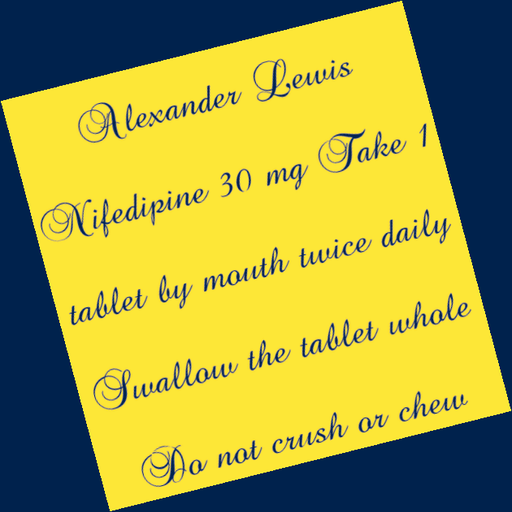 Alexander Lewis
Nifedipine 30 mg Take 1
tablet by mouth twice daily
Swallow the tablet whole
Do not crush or chew